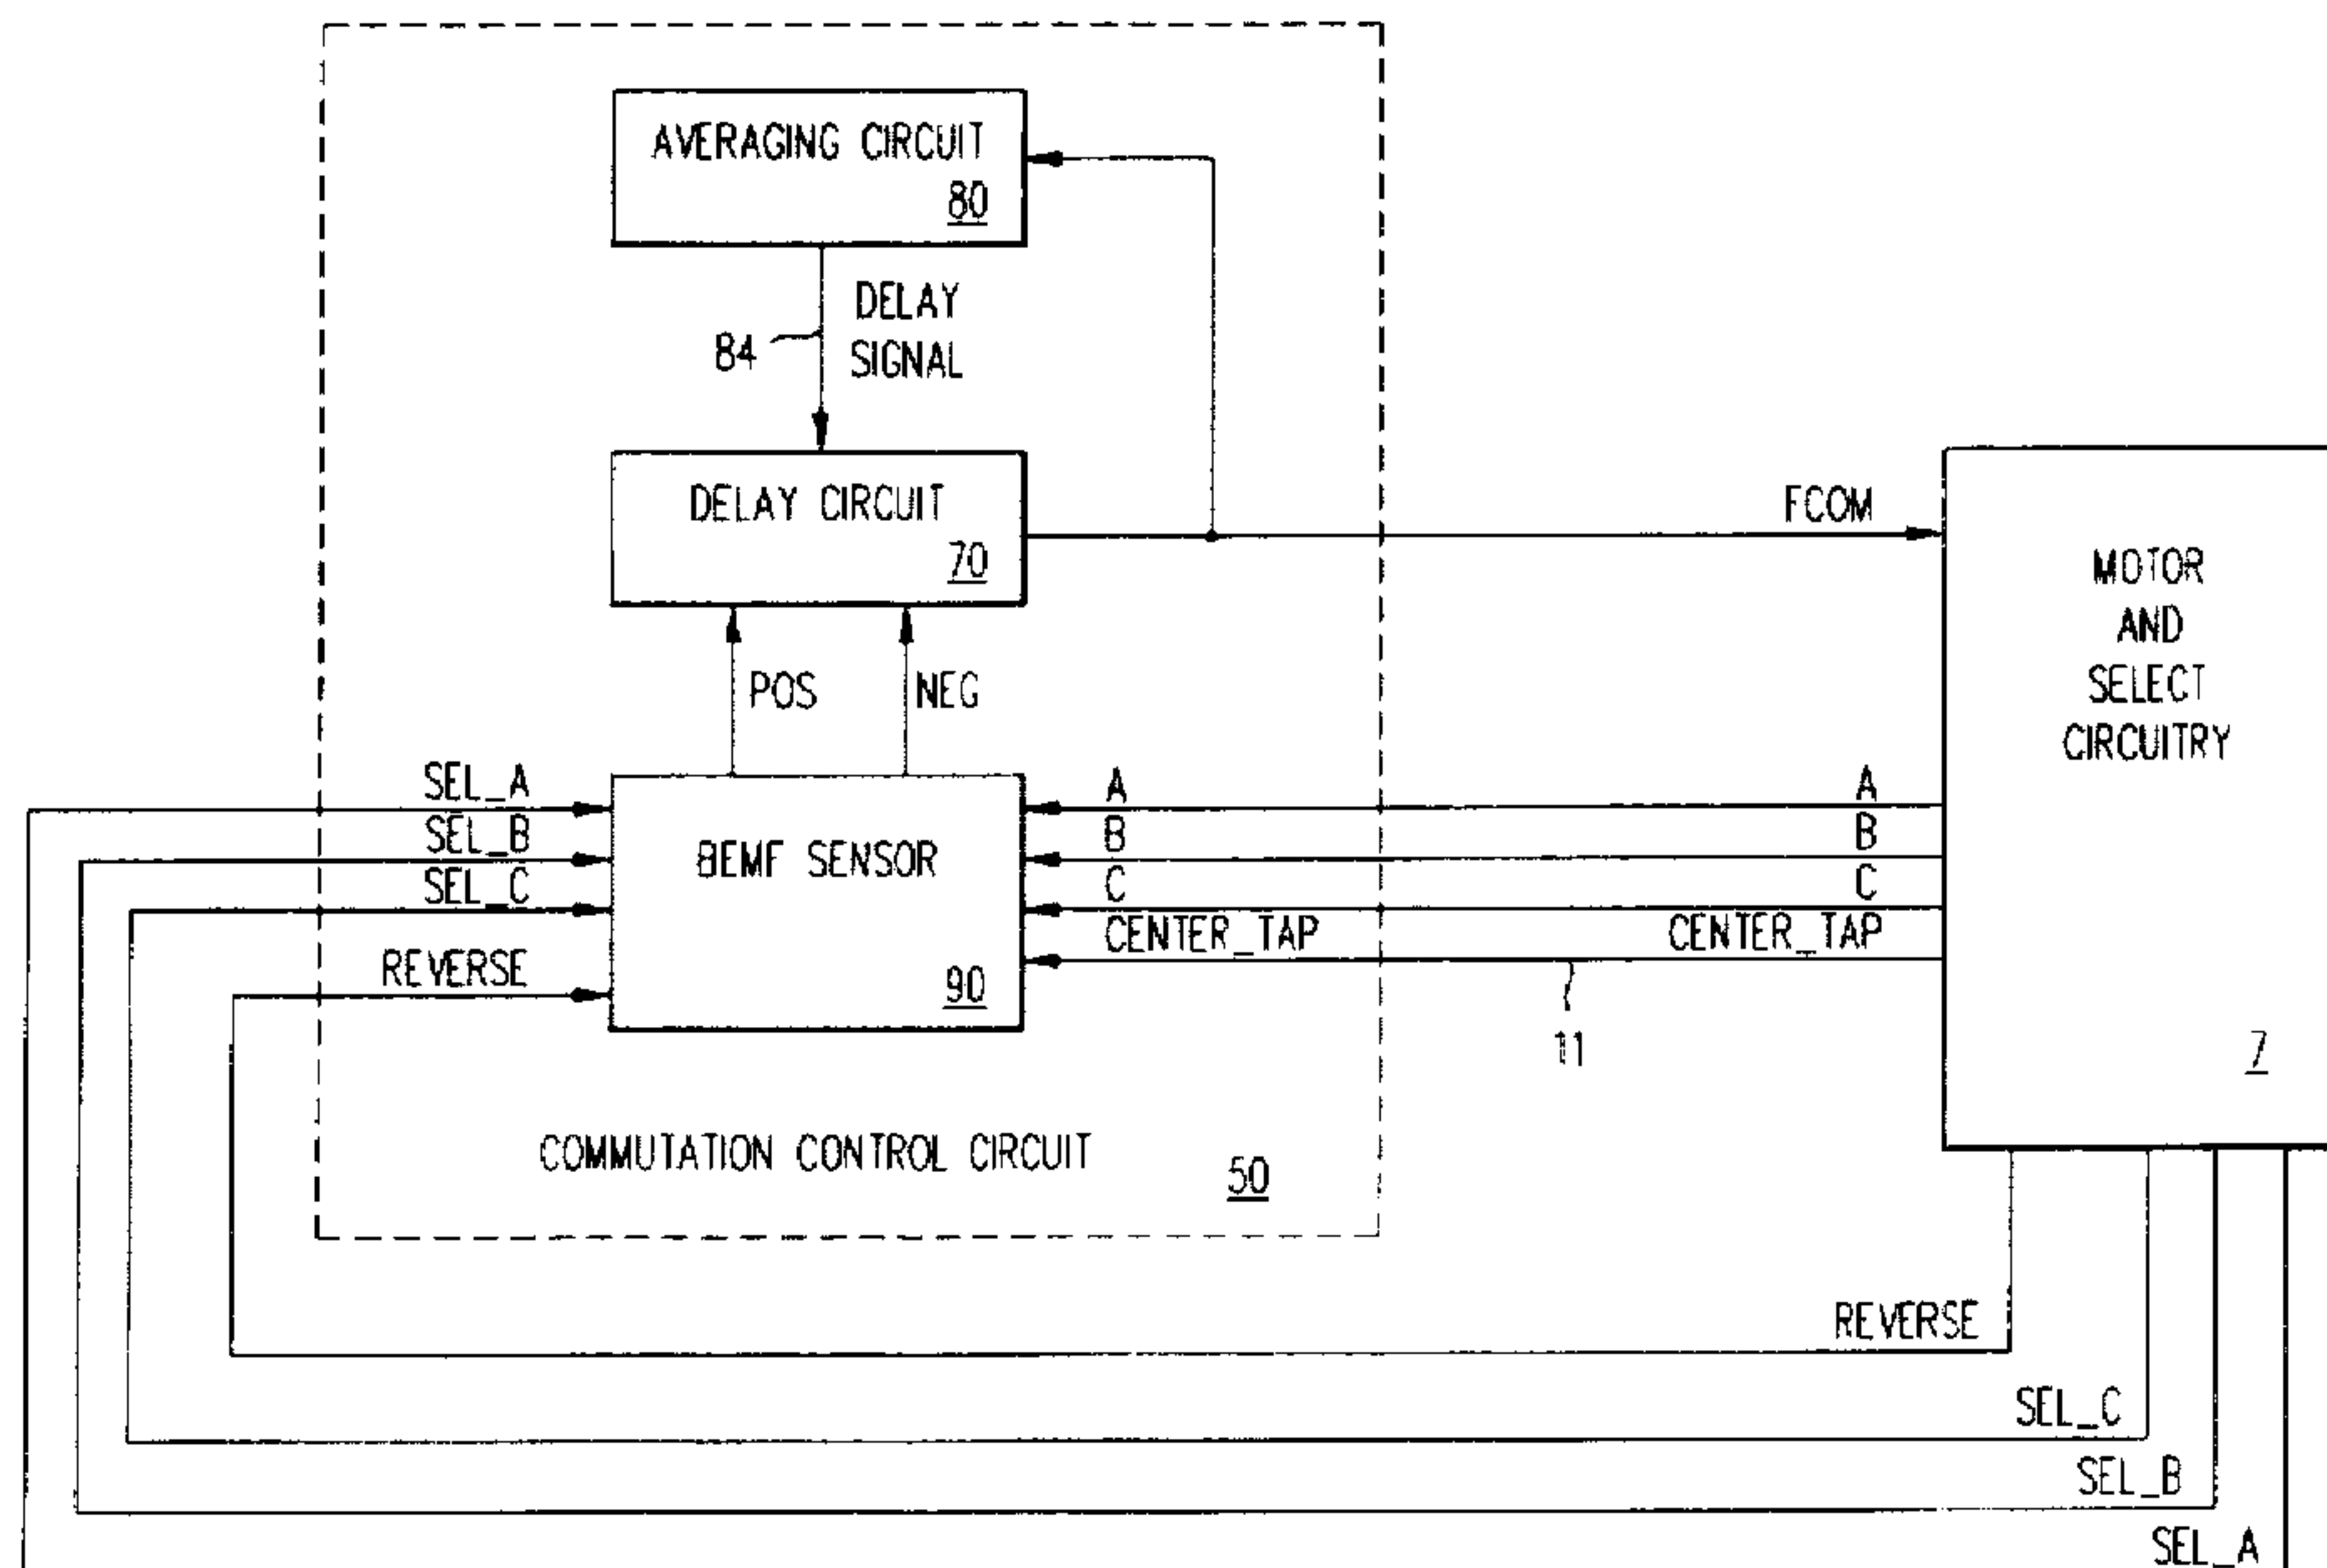 AVERAGING CIRCUIT
80
DELAY
SIGNAL
84
DELAY CIRCUIT
70
FCOM
MOTOR
AND
SELECT
CIRCUITRY
7
POS
NEG
SEL_A
SEL_B
SEL_C
REVERSE
BEMF SENSOR
90
A
B
C
CENTER_TAP
A
B
C
CENTER_TAP
11
COMMUTATION CONTROL CIRCUIT
50
REVERSE
SEL_C
SEL_B
SEL_A